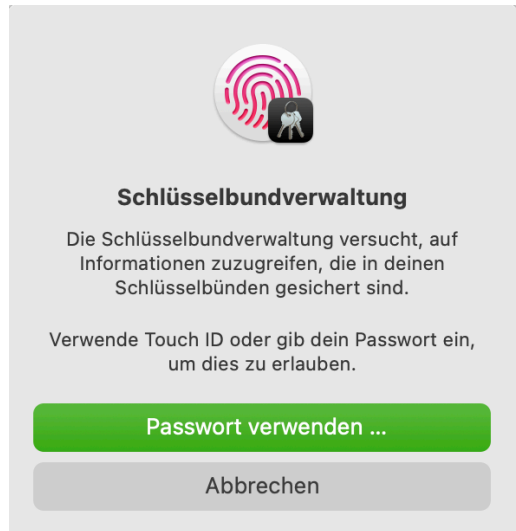 Schlüsselbundverwaltung
Die Schlüsselbundverwaltung versucht, auf
Informationen zuzugreifen, die in deinen
Schlüsselbünden gesichert sind.
Verwende Touch ID oder gib dein Passwort ein,
um dies zu erlauben.
Passwort verwenden ...
Abbrechen